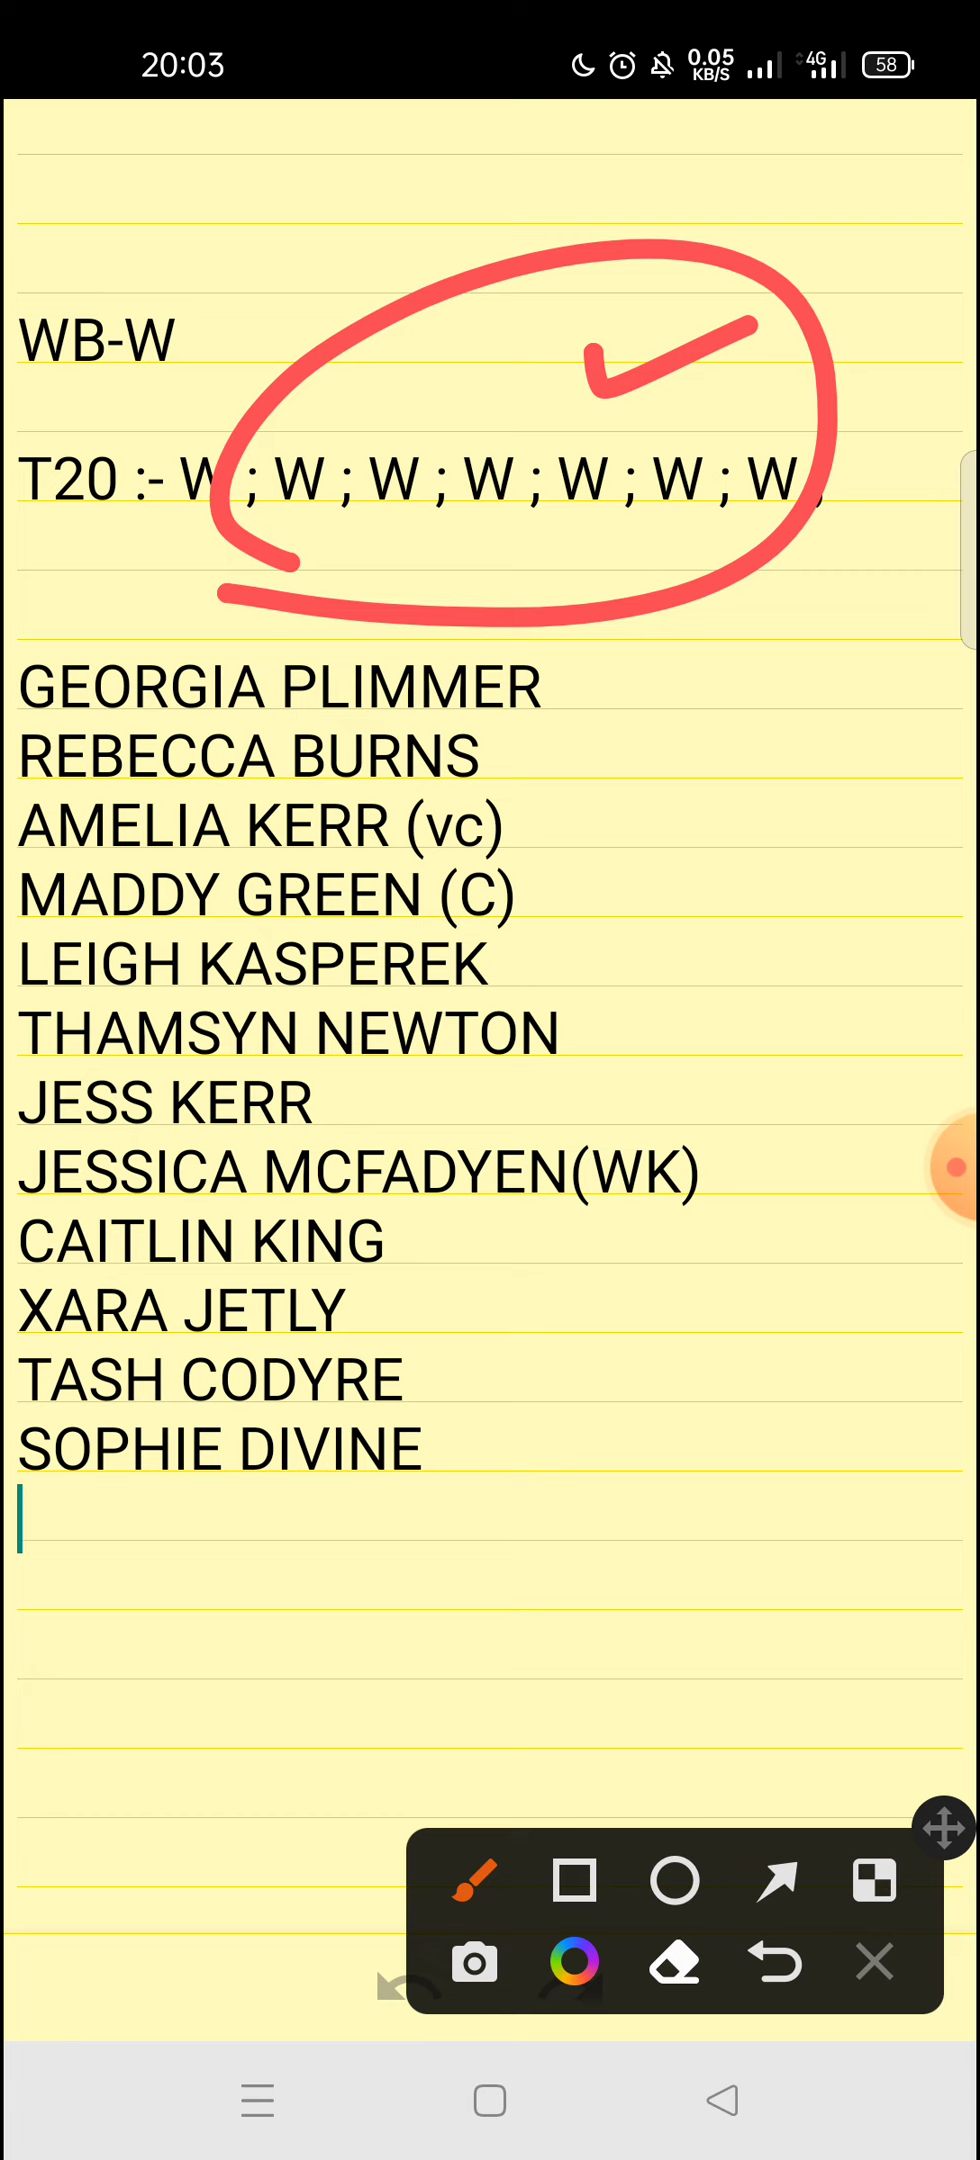 20:03
0.05
KB/S
4G
58
WB-W
T20 :- W ; W ; W ; W ; W ; W ; W ;
GEORGIA PLIMMER
REBECCA BURNS
AMELIA KERR (vc)
MADDY GREEN (C)
LEIGH KASPEREK
THAMSYN NEWTON
JESS KERR
JESSICA MCFADYEN(WK)
CAITLIN KING
XARA JETLY
TASH CODYRE
SOPHIE DIVINE